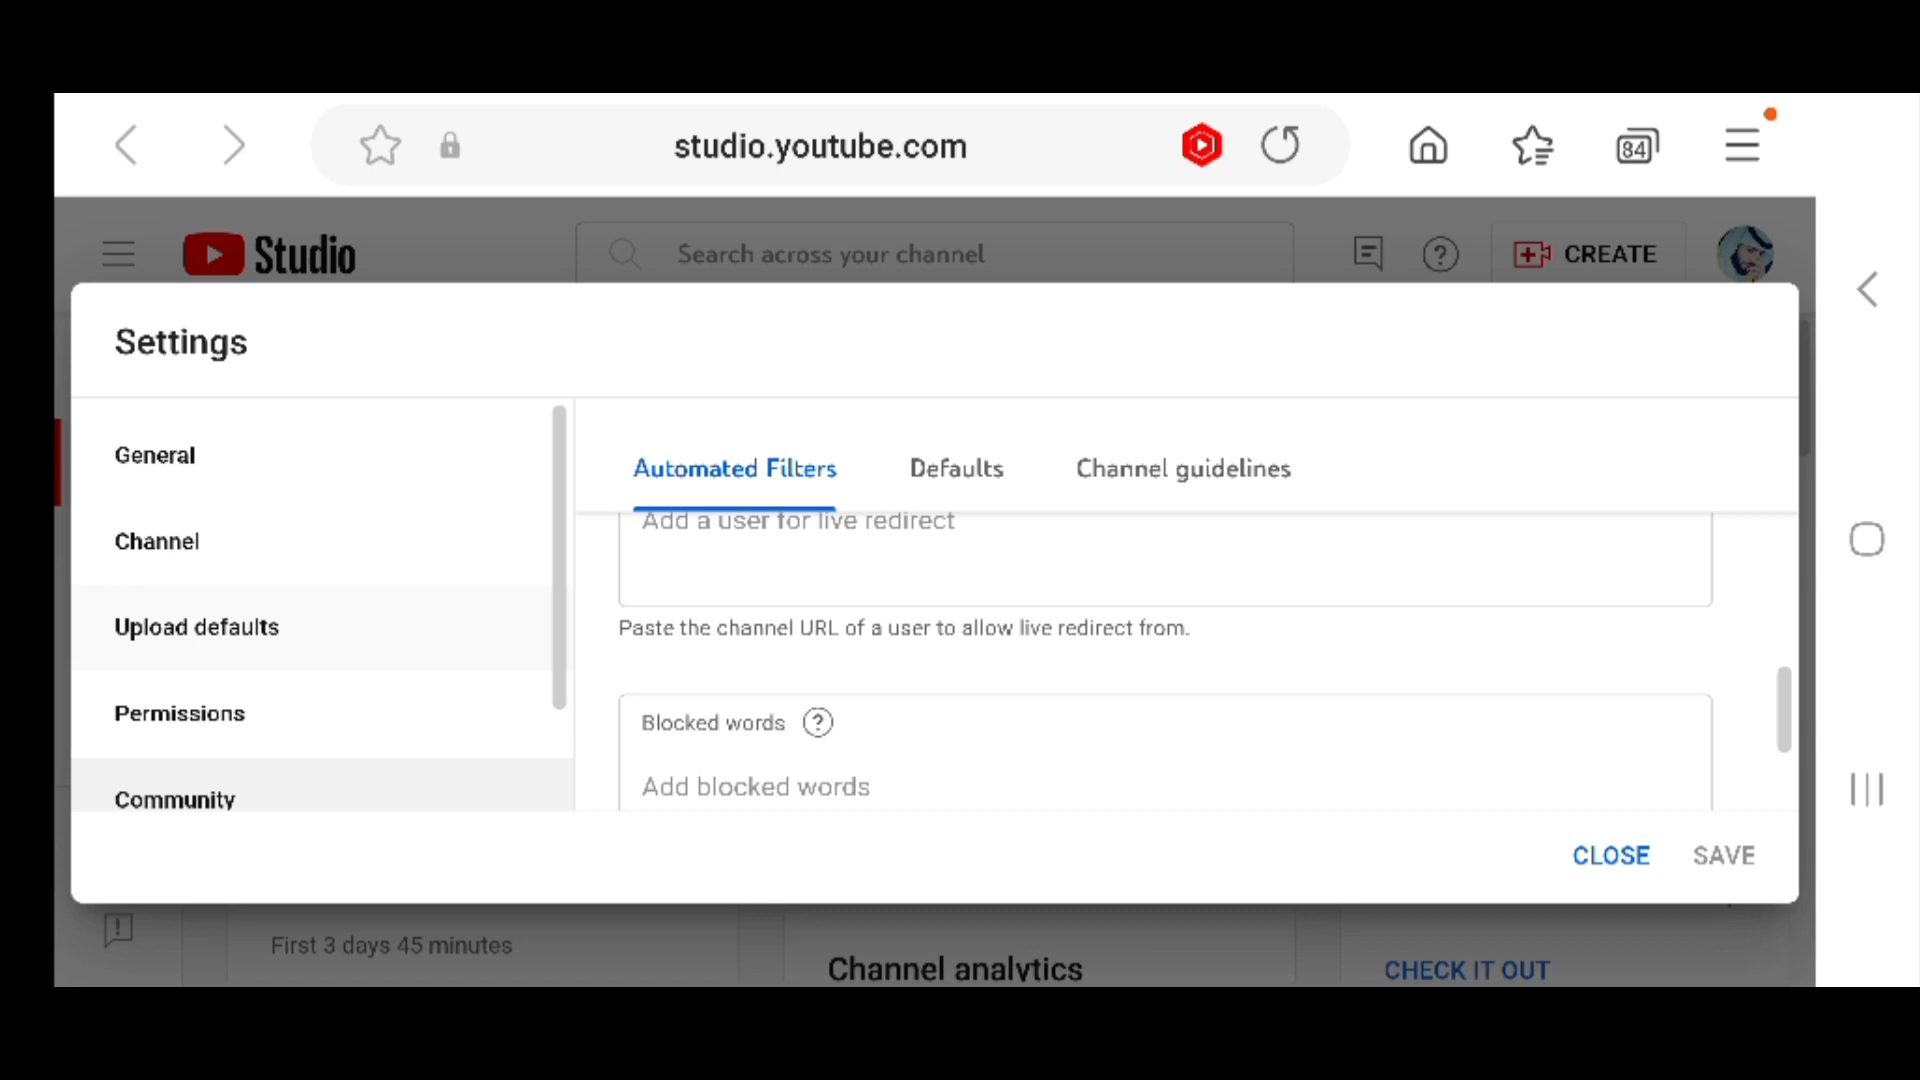 studio.youtube.com
84
Studio
Search across your channel
CREATE
Settings
General
Channel
Upload defaults
Permissions
Community
Automated Filters
Defaults
Channel guidelines
Add a user for live redirect
Paste the channel URL of a user to allow live redirect from.
Blocked words ?
Add blocked words
CLOSE
SAVE
First 3 days 45 minutes
Channel analytics
CHECK IT OUT